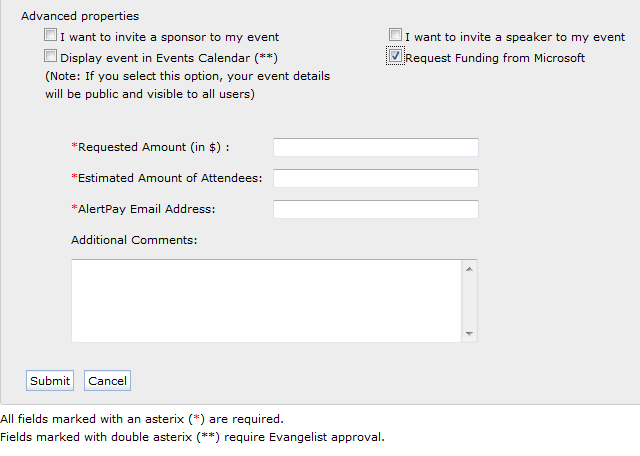 Advanced properties
I want to invite a sponsor to my event
I want to invite a speaker to my event
Display event in Events Calendar (**)
Request Funding from Microsoft
(Note: If you select this option, your event details
will be public and visible to all users)
*Requested Amount (in $) :
*Estimated Amount of Attendees:
*AlertPay Email Address:
Additional Comments:
Submit
Cancel
All fields marked with an asterix (*) are required.
Fields marked with double asterix (**) require Evangelist approval.